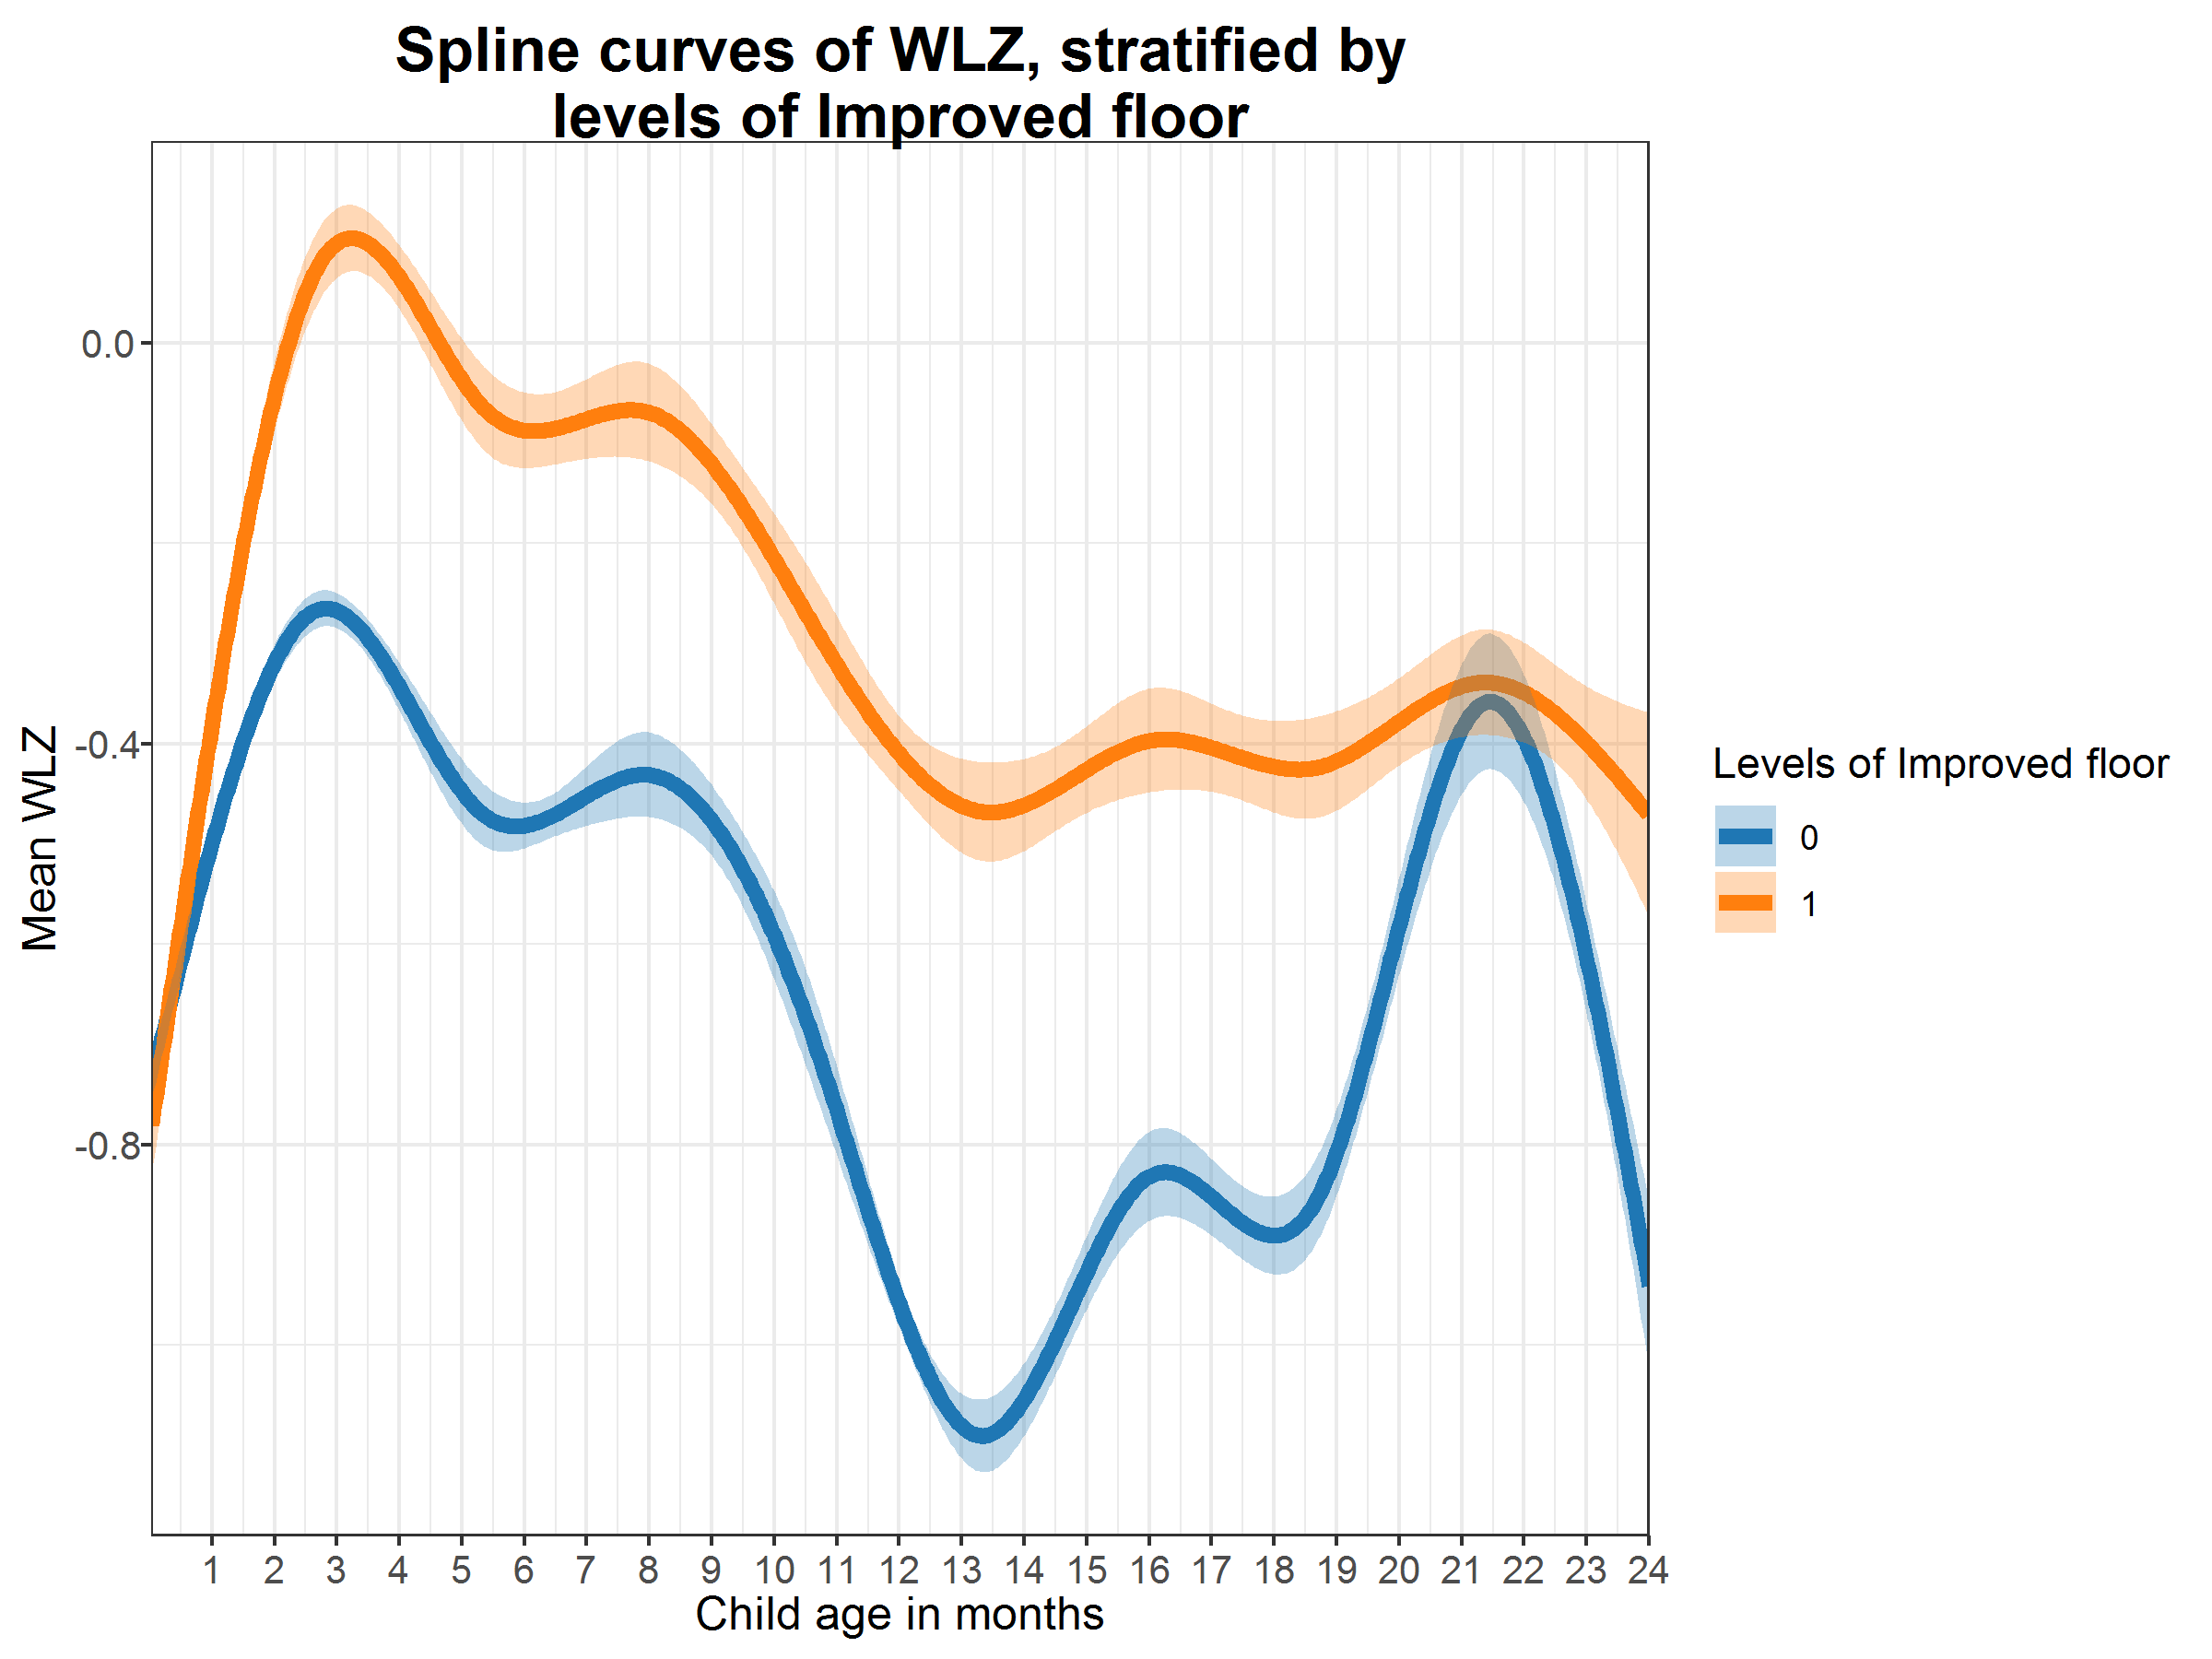 Spline curves of WLZ, stratified by
levels of Improved floor
Mean WLZ
0.0
-0.4
-0.8
1 2 3 4 5 6 7 8 9 10 11 12 13 14 15 16 17 18 19 20 21 22 23 24
Child age in months
Levels of Improved floor
0
1